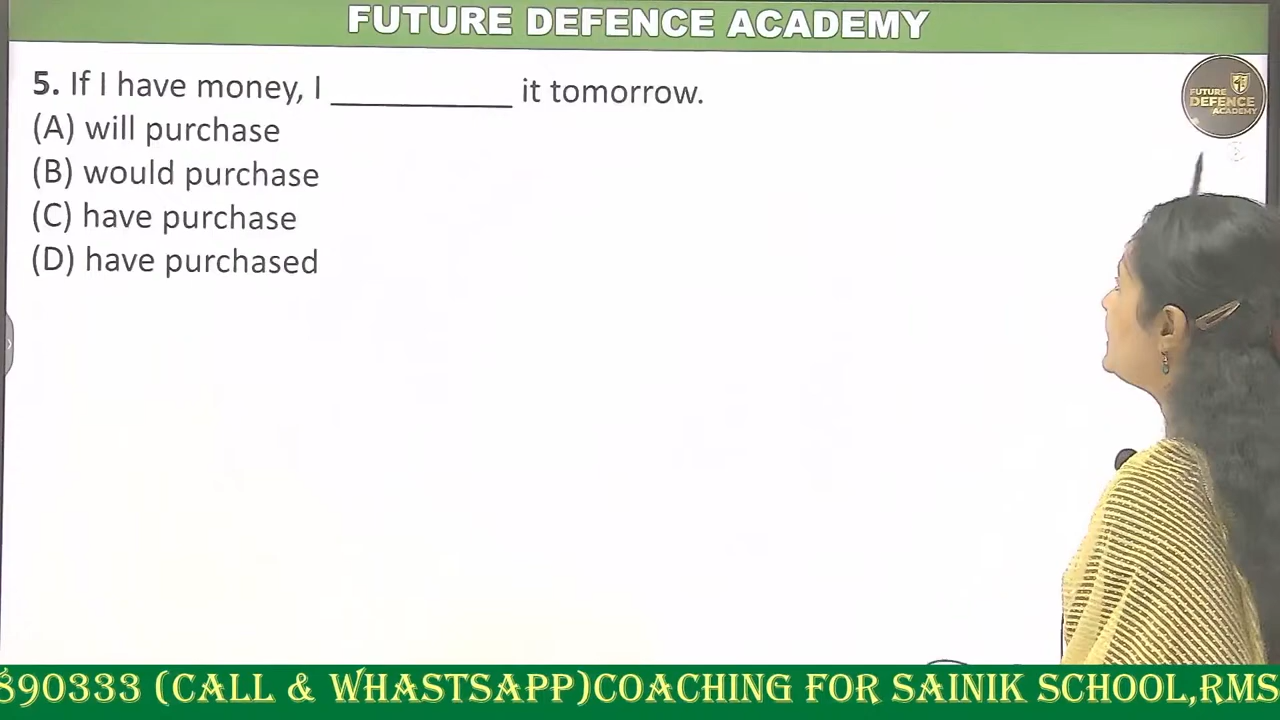 FUTURE DEFENCE ACADEMY
5. If I have money, I __________ it tomorrow.
(A) will purchase
(B) would purchase
(C) have purchase
(D) have purchased
FUTURE
DEFENCE
ACADEMY
890333 (CALL & WHASTSAPP)COACHING FOR SAINIK SCHOOL,RMS